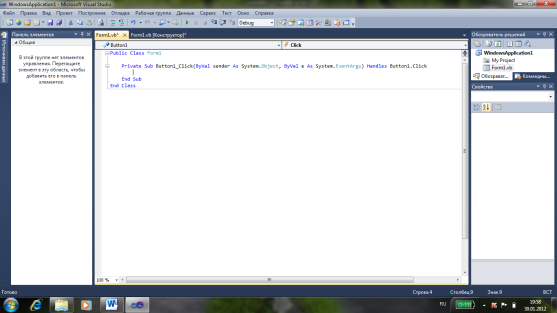 WindowsApplication1 - Microsoft Visual Studio
Файл Правка Вид Проект Построение Отладка Рабочая группа Данные Сервис Тест Окно Справка
Debug
Панель элементов
Form1.vb*
Form1.vb [Конструктор]*
Обозреватель решений
Button1
Click
Общие
В этой группе нет элементов
управления. Перетащите
элемент в эту область, чтобы
добавить его в панель
элементов.
Public Class Form1
Private Sub Button1_Click(ByVal sender As System.Object, ByVal e As System.EventArgs) Handles Button1.Click
End Sub
End Class
WindowsApplication1
My Project
Form1.vb
Обозреват...
Командны...
Свойства
100 %
Готово
Строка 4
Столбец 9
Знак 9
ВСТ
RU
19:58
30.01.2012